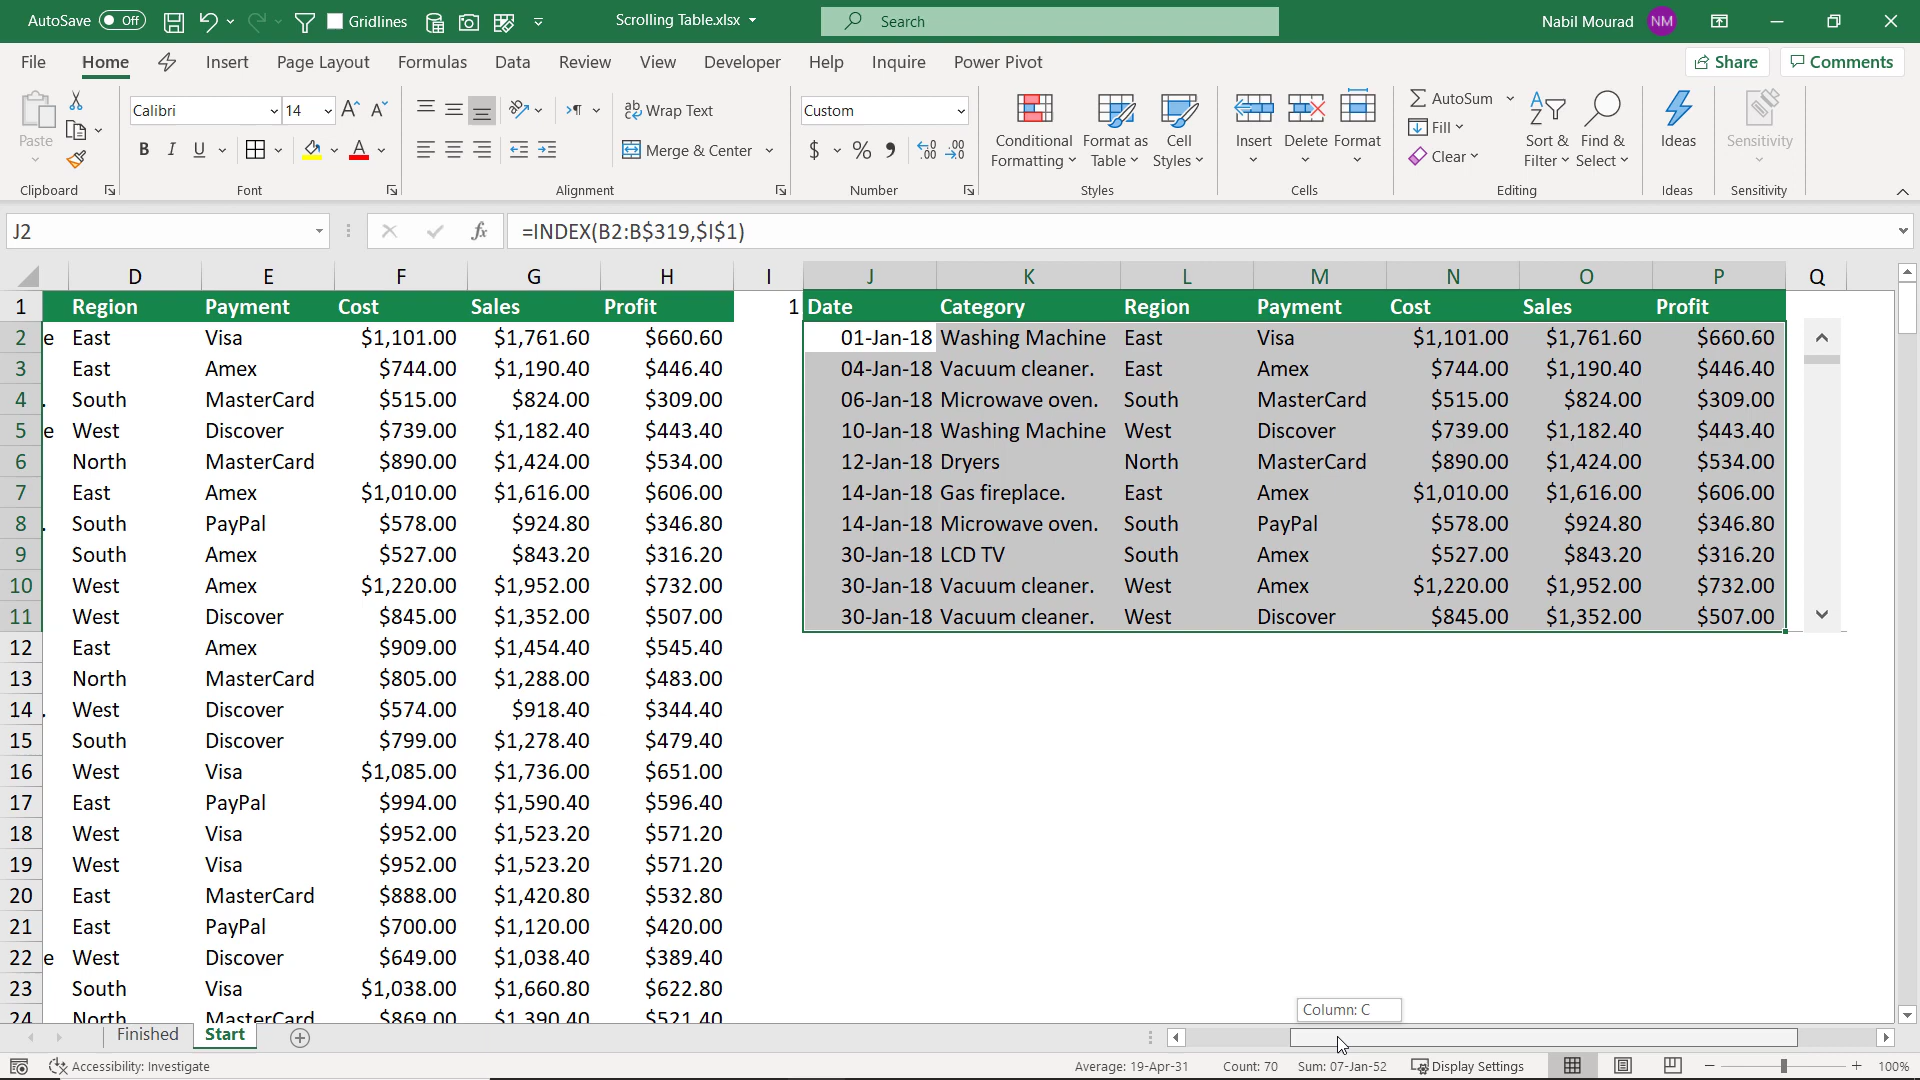 AutoSave Off Gridlines Scrolling Table.xlsx Search Nabil Mourad NM
File Home Insert Page Layout Formulas Data Review View Developer Help Inquire Power Pivot Share Comments
Calibri 14 Wrap Text Custom AutoSum
Paste B I U A Merge & Center $ % Conditional Formatting Format as Table Cell Styles Insert Delete Format Fill Clear Sort & Filter Find & Select Ideas Sensitivity
Clipboard Font Alignment Number Styles Cells Editing Ideas Sensitivity
J2 fx =INDEX(B2:B$319,$I$1)
D E F G H I J K L M N O P Q
1 Region Payment Cost Sales Profit 1 Date Category Region Payment Cost Sales Profit
2 e East Visa $1,101.00 $1,761.60 $660.60 01-Jan-18 Washing Machine East Visa $1,101.00 $1,761.60 $660.60
3 East Amex $744.00 $1,190.40 $446.40 04-Jan-18 Vacuum cleaner. East Amex $744.00 $1,190.40 $446.40
4 . South MasterCard $515.00 $824.00 $309.00 06-Jan-18 Microwave oven. South MasterCard $515.00 $824.00 $309.00
5 e West Discover $739.00 $1,182.40 $443.40 10-Jan-18 Washing Machine West Discover $739.00 $1,182.40 $443.40
6 North MasterCard $890.00 $1,424.00 $534.00 12-Jan-18 Dryers North MasterCard $890.00 $1,424.00 $534.00
7 East Amex $1,010.00 $1,616.00 $606.00 14-Jan-18 Gas fireplace. East Amex $1,010.00 $1,616.00 $606.00
8 . South PayPal $578.00 $924.80 $346.80 14-Jan-18 Microwave oven. South PayPal $578.00 $924.80 $346.80
9 South Amex $527.00 $843.20 $316.20 30-Jan-18 LCD TV South Amex $527.00 $843.20 $316.20
10 West Amex $1,220.00 $1,952.00 $732.00 30-Jan-18 Vacuum cleaner. West Amex $1,220.00 $1,952.00 $732.00
11 West Discover $845.00 $1,352.00 $507.00 30-Jan-18 Vacuum cleaner. West Discover $845.00 $1,352.00 $507.00
12 East Amex $909.00 $1,454.40 $545.40
13 North MasterCard $805.00 $1,288.00 $483.00
14 . West Discover $574.00 $918.40 $344.40
15 South Discover $799.00 $1,278.40 $479.40
16 West Visa $1,085.00 $1,736.00 $651.00
17 East PayPal $994.00 $1,590.40 $596.40
18 West Visa $952.00 $1,523.20 $571.20
19 West Visa $952.00 $1,523.20 $571.20
20 East MasterCard $888.00 $1,420.80 $532.80
21 East PayPal $700.00 $1,120.00 $420.00
22 e West Discover $649.00 $1,038.40 $389.40
23 South Visa $1,038.00 $1,660.80 $622.80
24 North MasterCard $869.00 $1,390.40 $521.40
Column: C
Finished Start
Accessibility: Investigate Average: 19-Apr-31 Count: 70 Sum: 07-Jan-52 Display Settings 100%